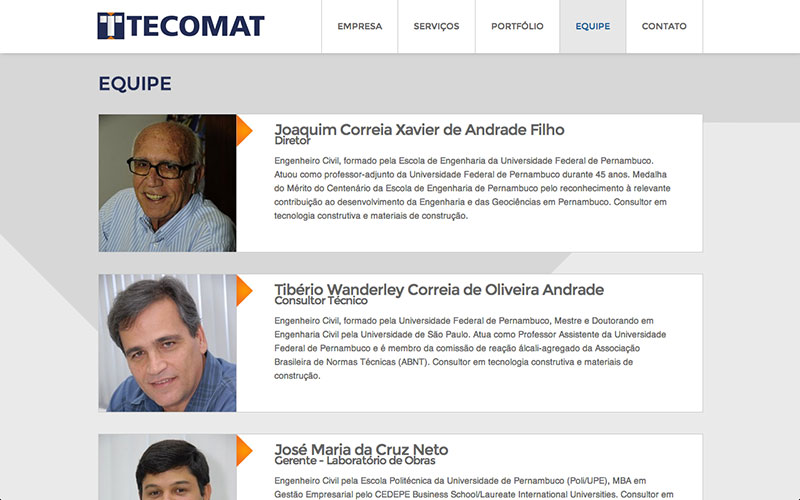 TECOMAT
EMPRESA
SERVIÇOS
PORTFÓLIO
EQUIPE
CONTATO
EQUIPE
Joaquim Correia Xavier de Andrade Filho
Diretor
Engenheiro Civil, formado pela Escola de Engenharia da Universidade Federal de Pernambuco.
Atuou como professor-adjunto da Universidade Federal de Pernambuco durante 45 anos. Medalha
do Mérito do Centenário da Escola de Engenharia de Pernambuco pelo reconhecimento à relevante
contribuição ao desenvolvimento da Engenharia e das Geociências em Pernambuco. Consultor em
tecnologia construtiva e materiais de construção.
Tibério Wanderley Correia de Oliveira Andrade
Consultor Técnico
Engenheiro Civil, formado pela Universidade Federal de Pernambuco, Mestre e Doutorando em
Engenharia Civil pela Universidade de São Paulo. Atua como Professor Assistente da Universidade
Federal de Pernambuco e é membro da comissão de reação álcali-agregado da Associação
Brasileira de Normas Técnicas (ABNT). Consultor em tecnologia construtiva e materiais de
construção.
José Maria da Cruz Neto
Gerente - Laboratório de Obras
Engenheiro Civil pela Escola Politécnica da Universidade de Pernambuco (Poli/UPE), MBA em
Gestão Empresarial pelo CEDEPE Business School/Laureate International Universities. Consultor em